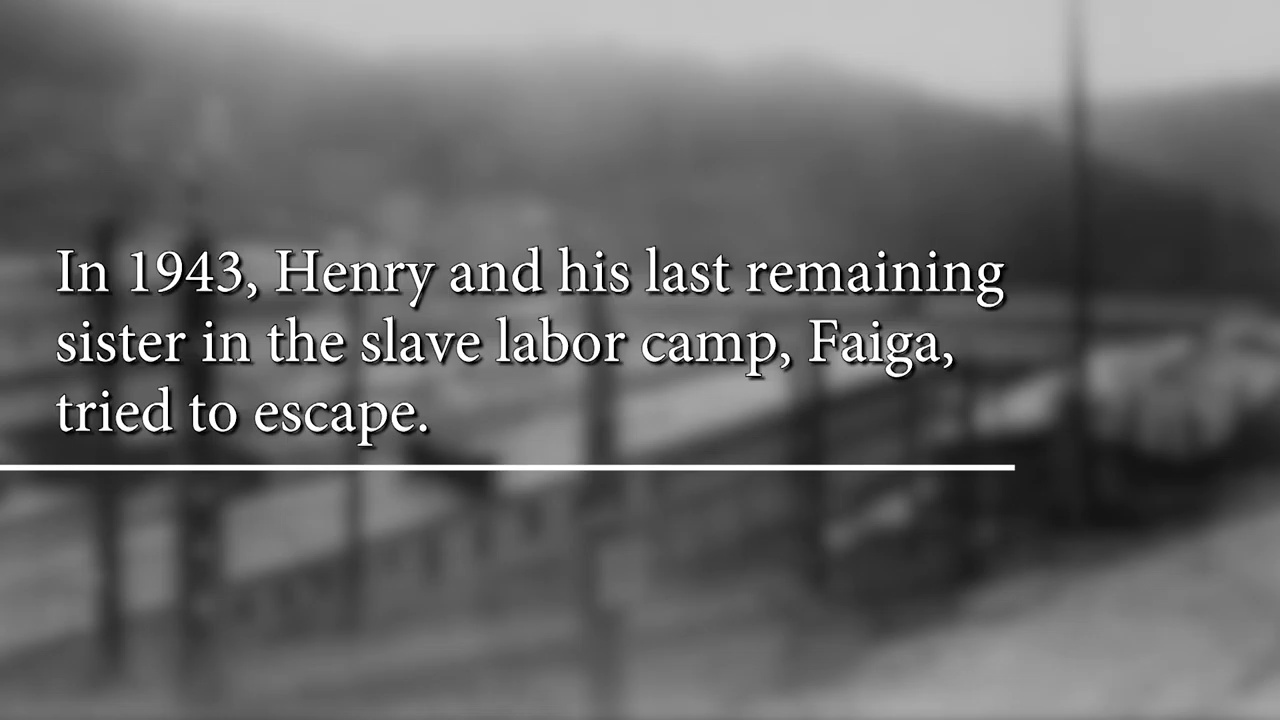 In 1943, Henry and his last remaining
sister in the slave labor camp, Faiga,
tried to escape.